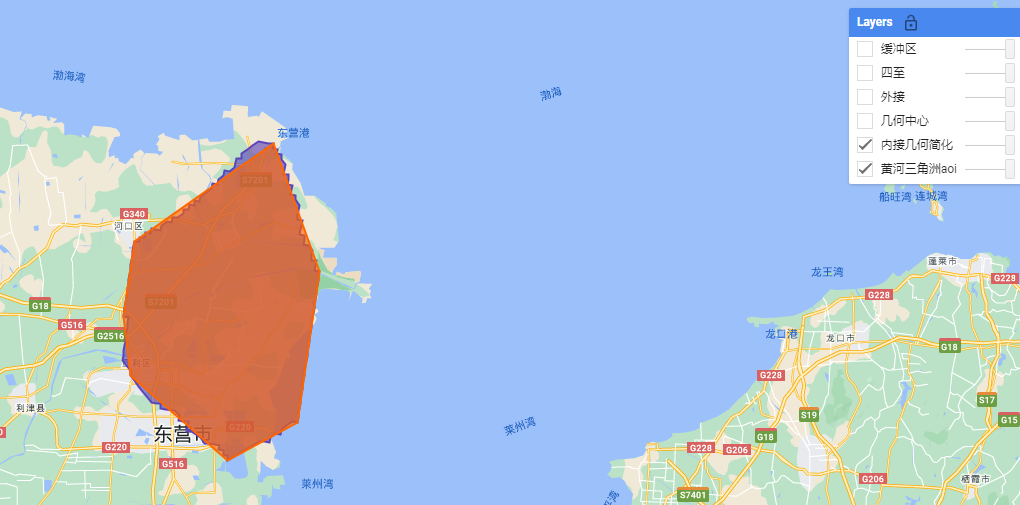 Layers
缓冲区
四至
外接
几何中心
内接几何简化
黄河三角洲aoi
渤海湾
渤海
东营港
S7201
船旺湾
连城湾
G340
河口区
蓬莱市
龙王湾
G228
G228
S7201
G18
G516
G2516
龙口港
龙口市
G18
利区
G228
利津县
S17
S19
G15
东营市
G220
莱州湾
G18
G220
G516
G228
G206
G206
栖霞市
莱州湾
S7401